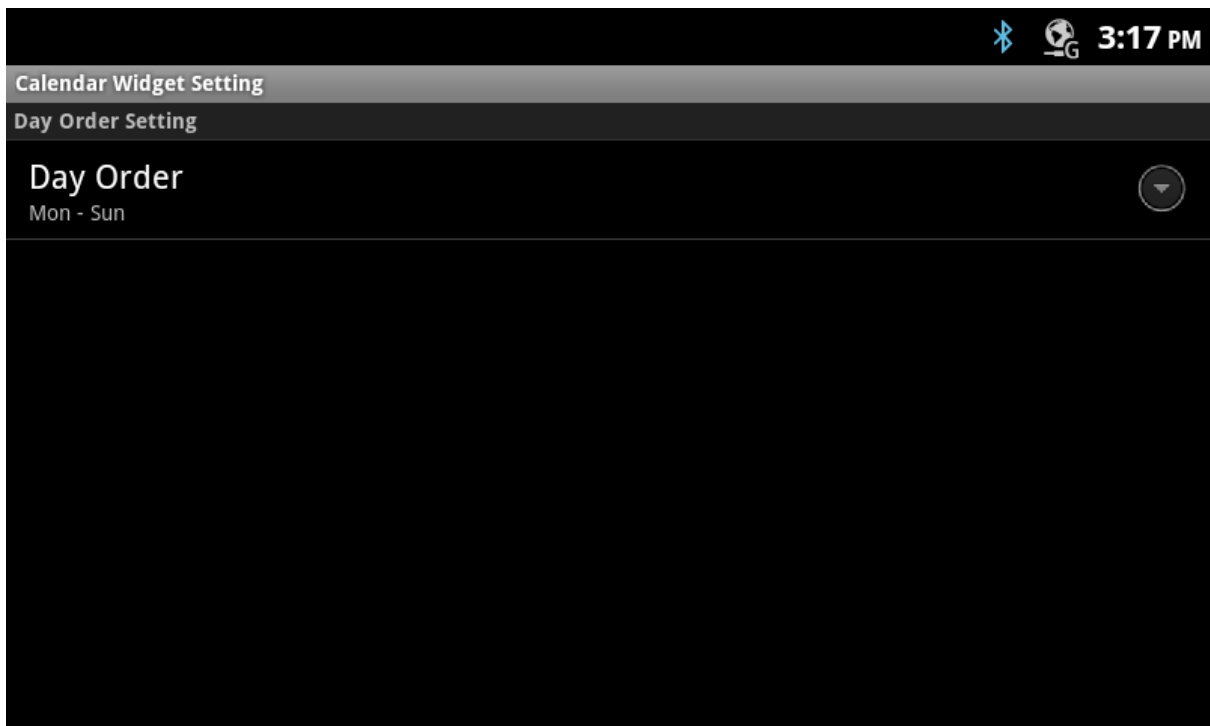 G 3:17 PM
Calendar Widget Setting
Day Order Setting
Day Order
Mon - Sun